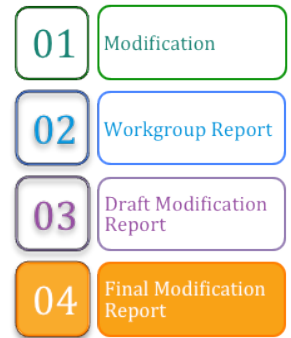 01
Modification
02
Workgroup Report
03
Draft Modification
Report
04
Final Modification
Report